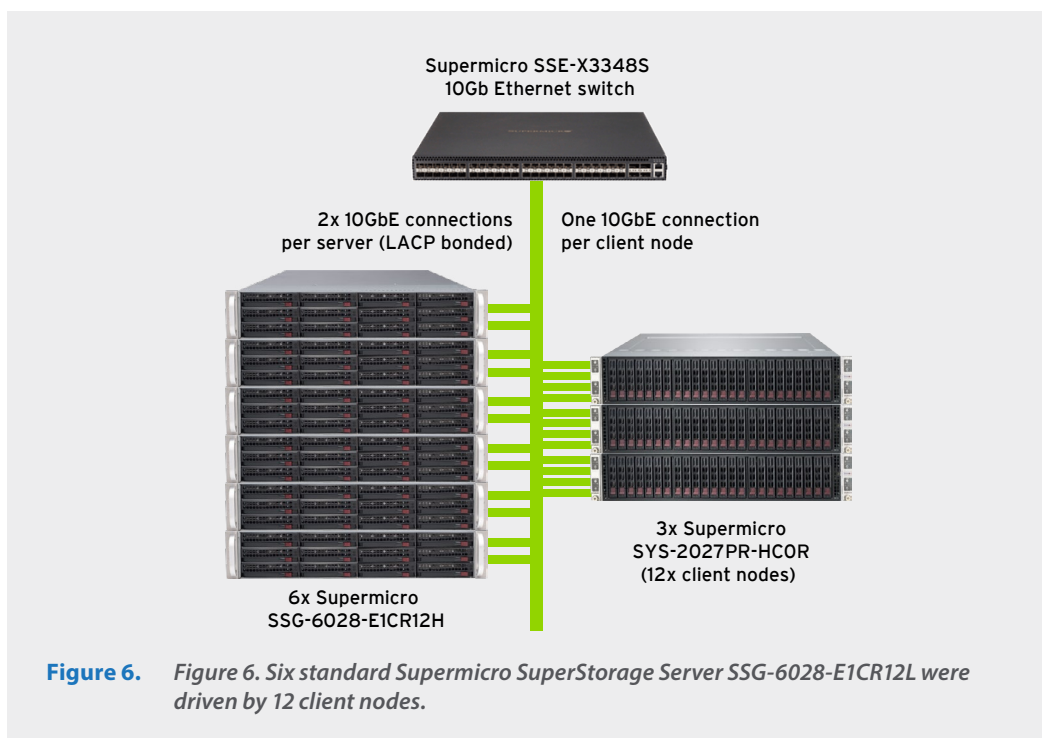 Supermicro SSE-X3348S
10Gb Ethernet switch
2x 10GbE connections
per server (LACP bonded)
One 10GbE connection
per client node
3x Supermicro
SYS-2027PR-HC0R
(12x client nodes)
6x Supermicro
SSG-6028-E1CR12H
Figure 6. Figure 6. Six standard Supermicro SuperStorage Server SSG-6028-E1CR12L were
driven by 12 client nodes.